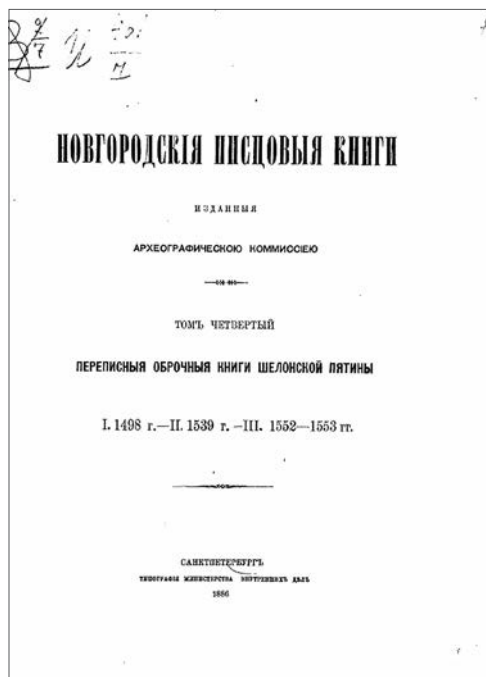 НОВГОРОДСКІЯ ПИСЦОВЫЯ КНИГИ
ИЗДАННЫЯ
АРХЕОГРАФИЧЕСКОЮ КОММИССІЕЮ
ТОМЪ ЧЕТВЕРТЫЙ
ПЕРЕПИСНЫЯ ОБРОЧНЫЯ КНИГИ ШЕЛОНСКОЙ ПЯТИНЫ
I. 1498 г.—II. 1539 г. —III. 1552—1553 гг.
САНКТПЕТЕРБУРГЪ
ТИПОГРАФІЯ МИНИСТЕРСТВА ВНУТРЕННИХЪ ДѢЛЪ
1886